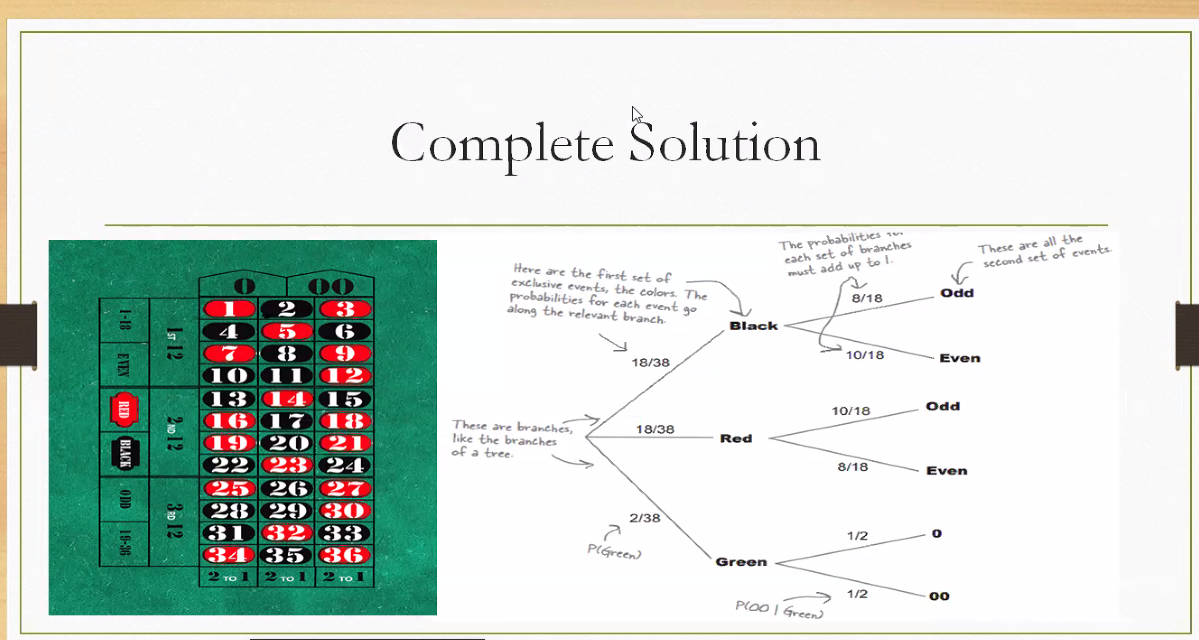 Complete Solution
0 00
1 2 3
4 5 6
7 8 9
10 11 12
13 14 15
16 17 18
19 20 21
22 23 24
25 26 27
28 29 30
31 32 33
34 35 36
2 TO 1 2 TO 1 2 TO 1
1ST 12
2ND 12
3RD 12
1-18
EVEN
RED
BLACK
ODD
19-36
Here are the first set of
exclusive events, the colors. The
probabilities for each event go
along the relevant branch.
The probabilities for
each set of branches
must add up to 1.
These are all the
second set of events.
These are branches,
like the branches
of a tree.
18/38
Black
8/18
Odd
10/18
Even
18/38
Red
10/18
Odd
8/18
Even
2/38
P(Green)
Green
1/2
0
1/2
00
P(00 | Green)